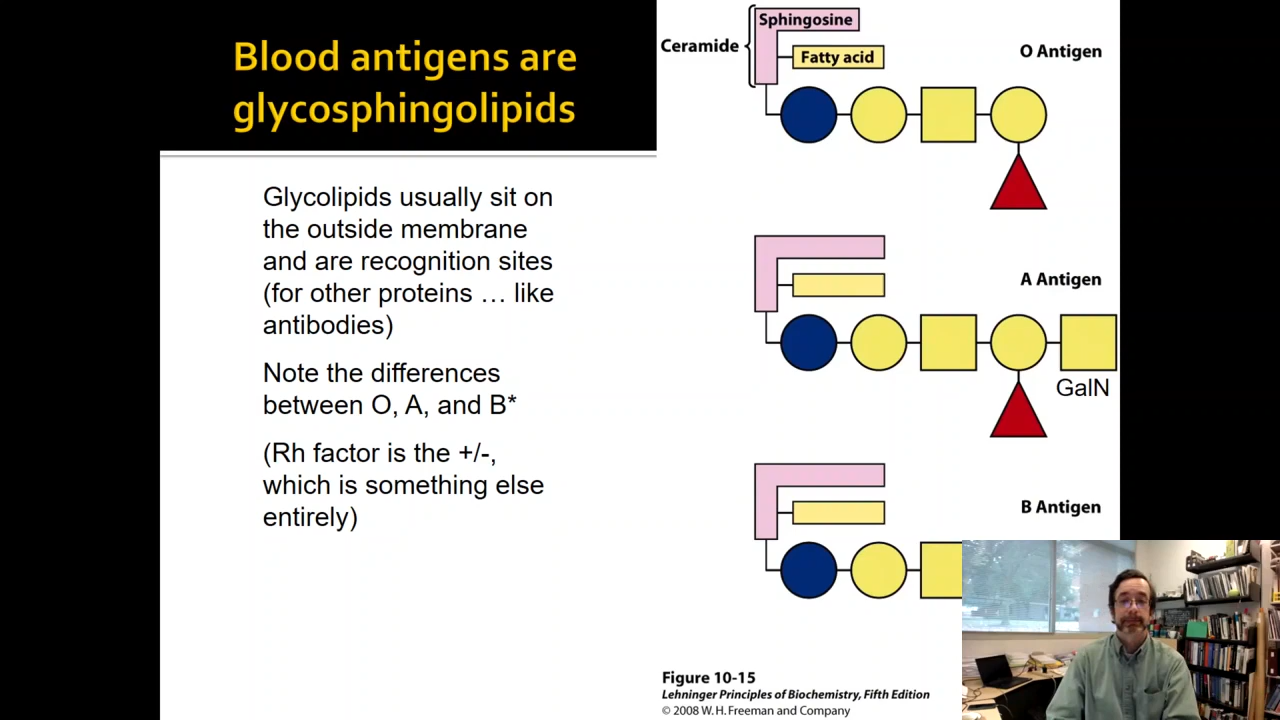 Blood antigens are
glycosphingolipids
Glycolipids usually sit on
the outside membrane
and are recognition sites
(for other proteins … like
antibodies)
Note the differences
between O, A, and B*
(Rh factor is the +/-,
which is something else
entirely)
Sphingosine
Ceramide
Fatty acid
O Antigen
A Antigen
GalN
B Antigen
Figure 10-15
Lehninger Principles of Biochemistry, Fifth Edition
© 2008 W. H. Freeman and Company